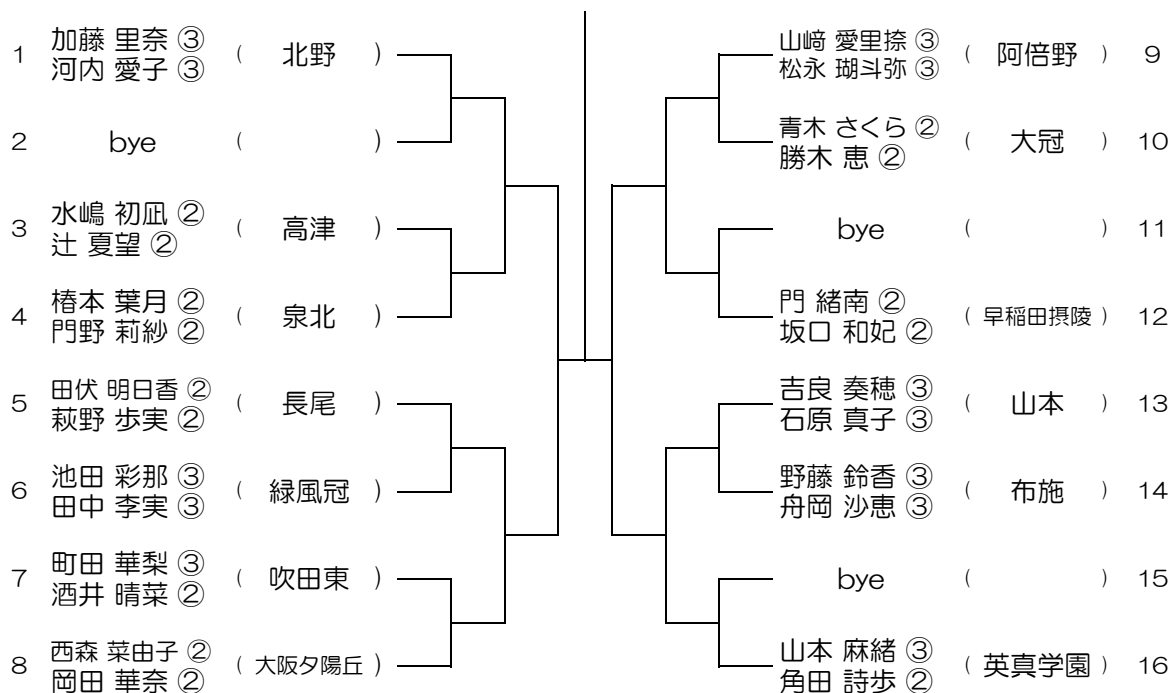 1 加藤 里奈 ③ ( 北野 )
河内 愛子 ③
2 bye ( )
3 水嶋 初凪 ② ( 高津 )
辻 夏望 ②
4 椿本 葉月 ② ( 泉北 )
門野 莉紗 ②
5 田伏 明日香 ② ( 長尾 )
萩野 歩実 ②
6 池田 彩那 ③ ( 緑風冠 )
田中 李実 ③
7 町田 華梨 ③ ( 吹田東 )
酒井 晴菜 ②
8 西森 菜由子 ② ( 大阪夕陽丘 )
岡田 華奈 ②
山﨑 愛里捺 ③ ( 阿倍野 ) 9
松永 瑚斗弥 ③
青木 さくら ② ( 大冠 ) 10
勝木 恵 ②
bye ( ) 11
門 緒南 ② ( 早稲田摂陵 ) 12
坂口 和妃 ②
吉良 奏穂 ③ ( 山本 ) 13
石原 真子 ③
野藤 鈴香 ③ ( 布施 ) 14
舟岡 沙恵 ③
bye ( ) 15
山本 麻緒 ③ ( 英真学園 ) 16
角田 詩歩 ②